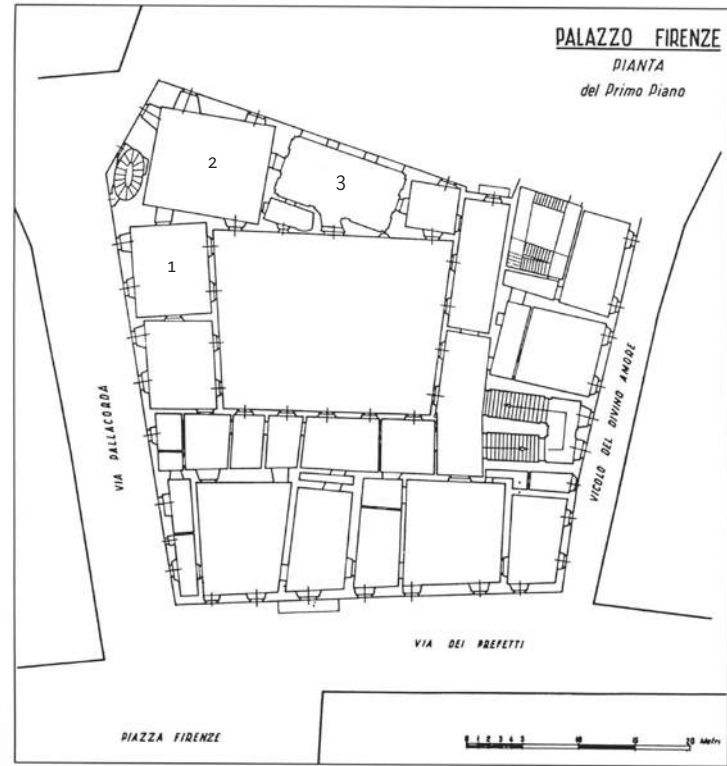 PALAZZO FIRENZE
PIANTA
del Primo Piano
2
3
1
VIA PALLACORDA
VICOLO DEL DIVINO AMORE
VIA DEI PREFETTI
PIAZZA FIRENZE
0 1 2 3 4 5 10 15 20 Metri